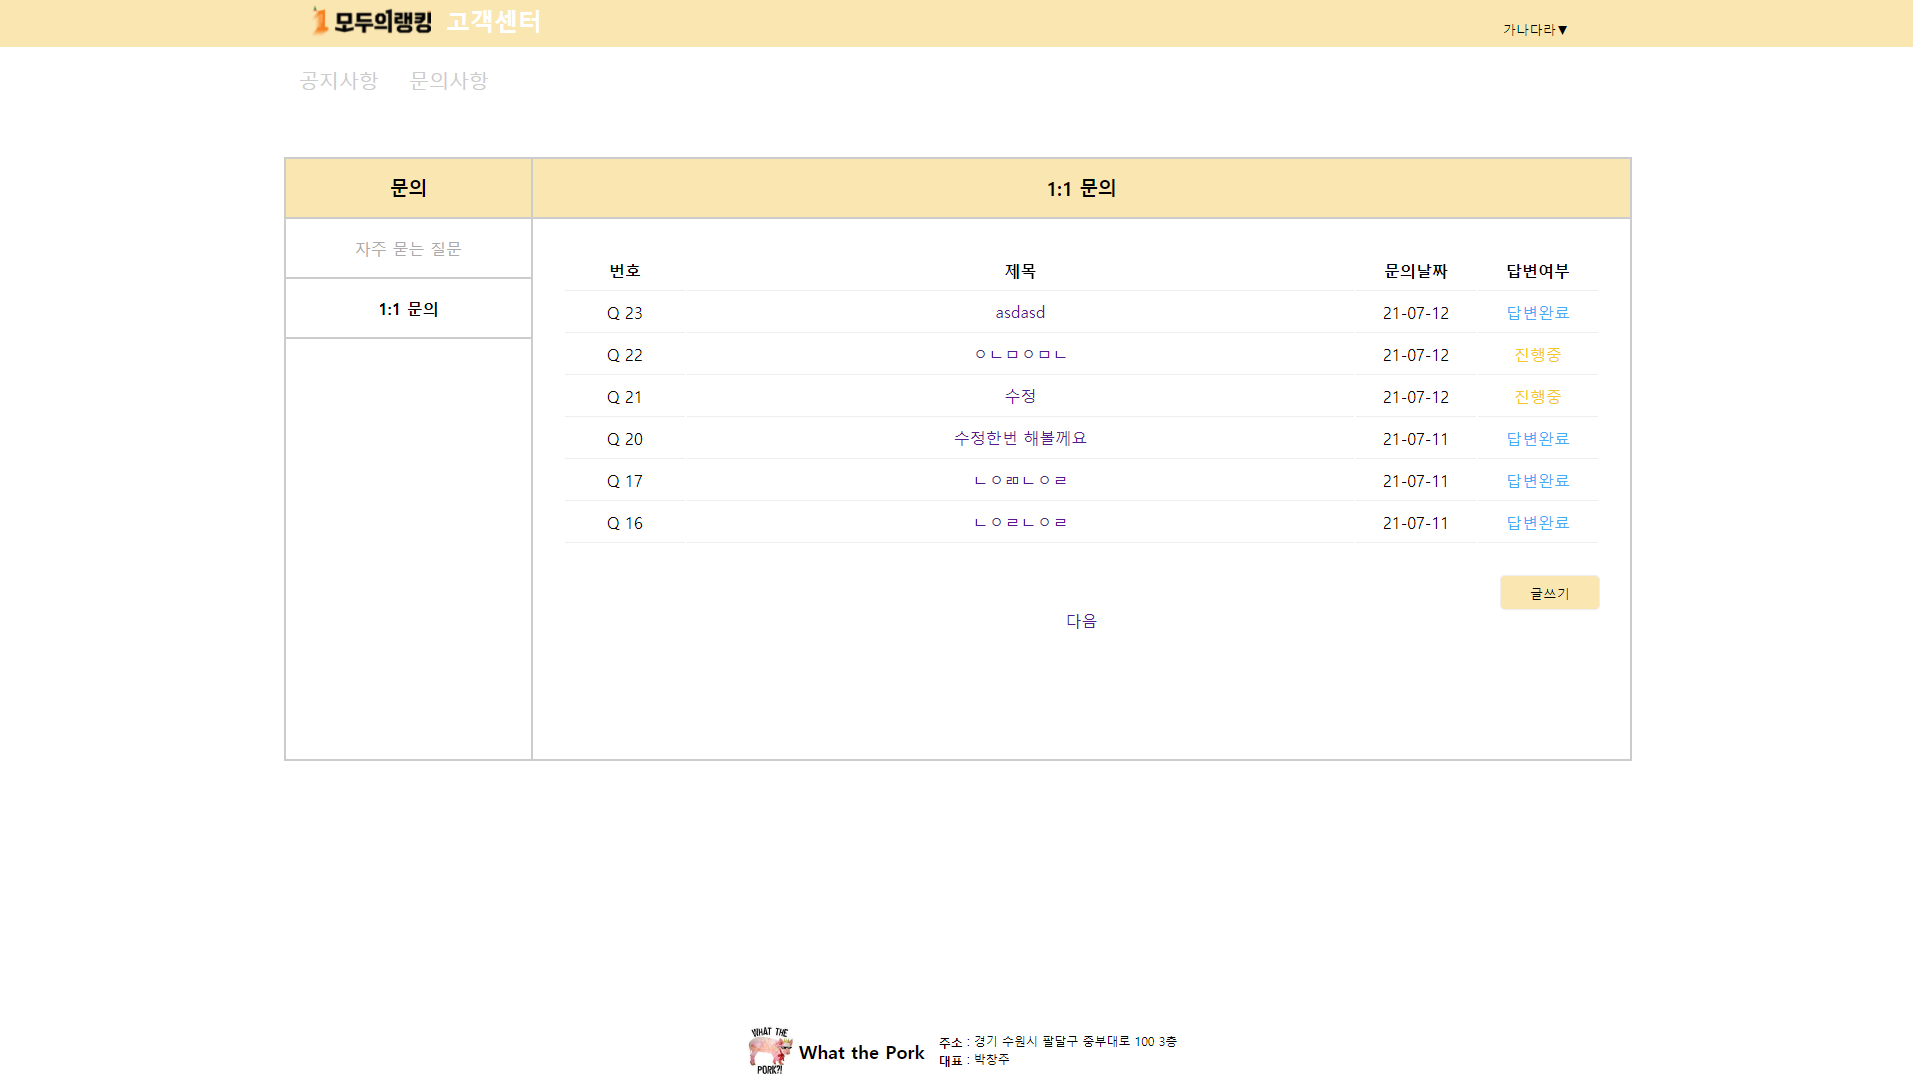 1 모두의랭킹 고객센터
가나다라▼
공지사항 문의사항
문의 1:1 문의
자주 묻는 질문
1:1 문의
번호 제목 문의날짜 답변여부
Q 23 asdasd 21-07-12 답변완료
Q 22 ㅇㄴㅁㅇㅁㄴ 21-07-12 진행중
Q 21 수정 21-07-12 진행중
Q 20 수정한번 해볼께요 21-07-11 답변완료
Q 17 ㄴㅇㄻㄴㅇㄹ 21-07-11 답변완료
Q 16 ㄴㅇㄹㄴㅇㄹ 21-07-11 답변완료
글쓰기
다음
WHAT THE
PORK?!
What the Pork
주소 : 경기 수원시 팔달구 중부대로 100 3층
대표 : 박창주